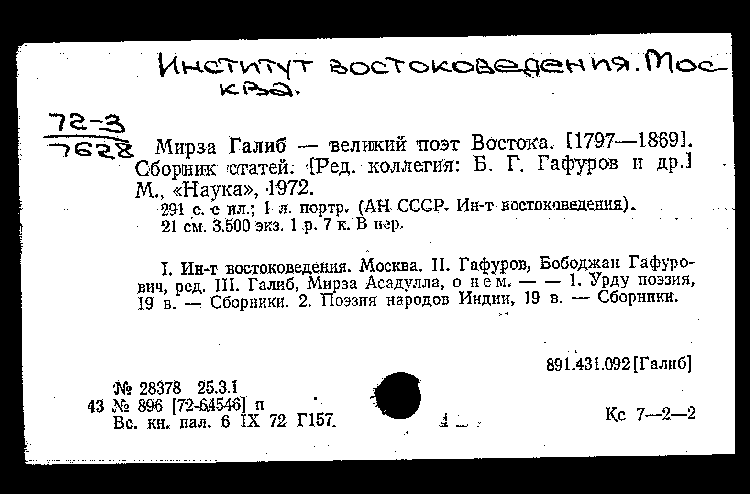 Институт востоковедения. Мос-
ква.
72-3
7628
Мирза Галиб — великий поэт Востока. [1797—1869].
Сборник статей. [Ред. коллегия: Б. Г. Гафуров и др.]
М., «Наука», 1972.
291 с. с ил.; 1 л. портр. (АН СССР. Ин-т востоковедения).
21 см. 3.500 экз. 1 р. 7 к. В пер.
I. Ин-т востоковедения. Москва. II. Гафуров, Бободжан Гафуро-
вич, ред. III. Галиб, Мирза Асадулла, о нем. — — 1. Урду поэзия,
19 в. — Сборники. 2. Поэзия народов Индии, 19 в. — Сборники.
891.431.092 [Галиб]
№ 28378 25.3.1
43 № 896 [72-64546] п
Вс. кн. пал. 6 IX 72 Г157.
Кс 7—2—2